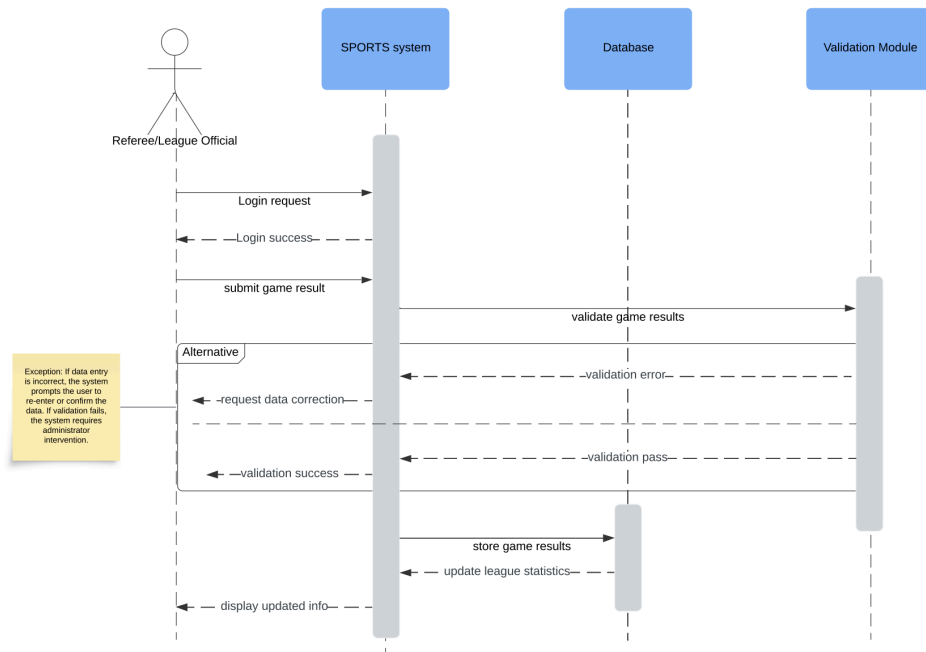 SPORTS system
Database
Validation Module
Referee/League Official
Login request
Login success
submit game result
validate game results
Alternative
validation error
Exception: If data entry
is incorrect, the system
prompts the user to
re-enter or confirm the
data. If validation fails,
the system requires
administrator
intervention.
request data correction
validation pass
validation success
store game results
update league statistics
display updated info